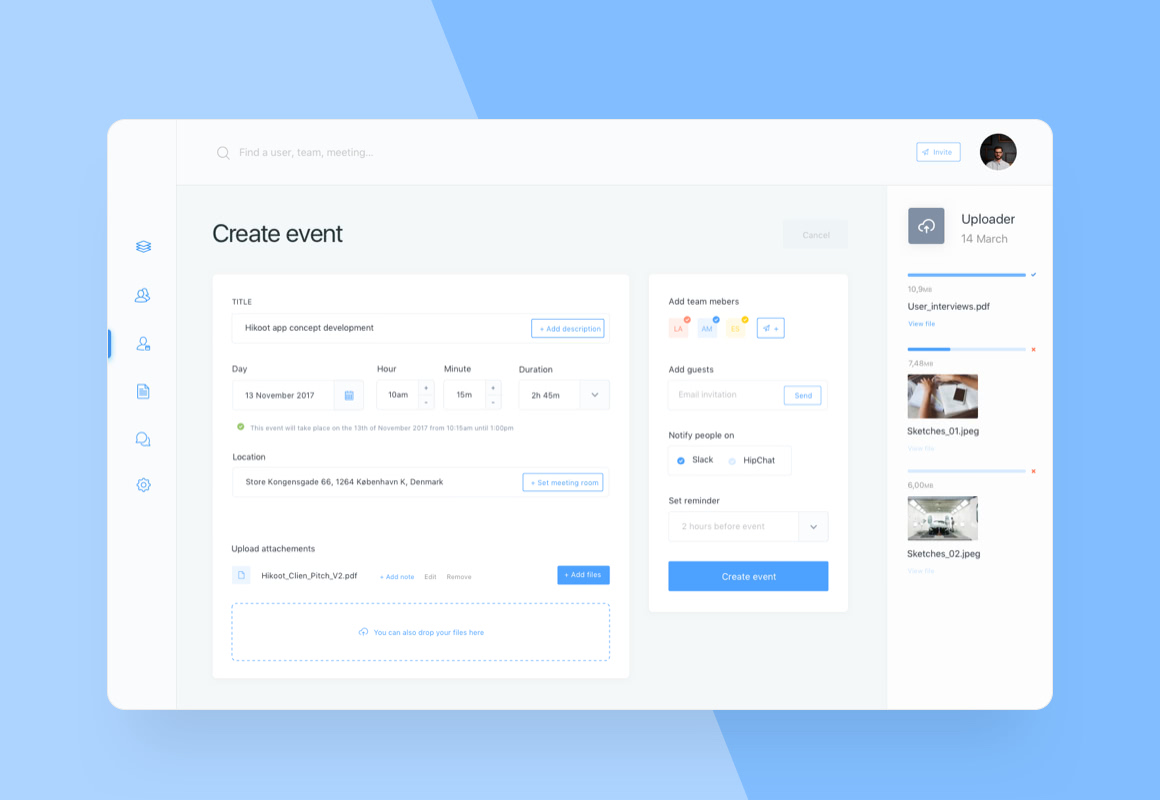 Find a user, team, meeting...
Invite
Create event
Cancel
TITLE
Hikoot app concept development
+ Add description
Day
Hour
Minute
Duration
13 November 2017
10am
+
-
15m
+
-
2h 45m
This event will take place on the 13th of November 2017 from 10:15am until 1:00pm
Location
Store Kongensgade 66, 1264 København K, Denmark
+ Set meeting room
Upload attachements
Hikoot_Clien_Pitch_V2.pdf
+ Add note
Edit
Remove
+ Add files
You can also drop your files here
Add team mebers
LA
AM
ES
+
Add guests
Email invitation
Send
Notify people on
Slack
HipChat
Set reminder
2 hours before event
Create event
Uploader
14 March
10,9MB
User_interviews.pdf
View file
7,48MB
Sketches_01.jpeg
View file
6,00MB
Sketches_02.jpeg
View file